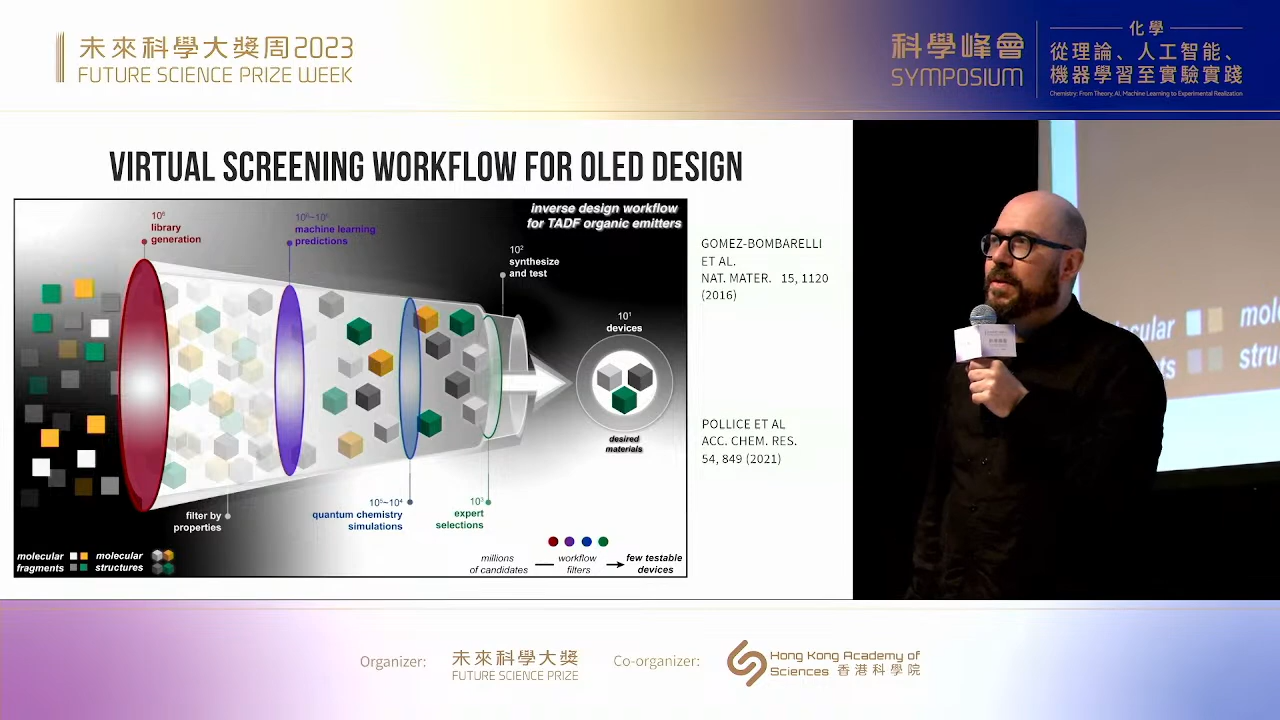 未來科學大獎周2023
FUTURE SCIENCE PRIZE WEEK
科學峰會
SYMPOSIUM
化學
從理論、人工智能、
機器學習至實驗實踐
Chemistry: From Theory, AI, Machine Learning to Experimental Realization
VIRTUAL SCREENING WORKFLOW FOR OLED DESIGN
inverse design workflow
for TADF organic emitters
10⁶
library
generation
machine learning
predictions
10²
synthesize
and test
10¹
devices
desired
materials
filter by
properties
10⁵~10⁴
quantum chemistry
simulations
10³
expert
selections
molecular
fragments
molecular
structures
millions
of candidates
workflow
filters
few testable
devices
GOMEZ-BOMBARELLI
ET AL.
NAT. MATER. 15, 1120
(2016)
POLLICE ET AL
ACC. CHEM. RES.
54, 849 (2021)
Organizer:
未來科學大獎
FUTURE SCIENCE PRIZE
Co-organizer:
Hong Kong Academy of
Sciences 香港科學院